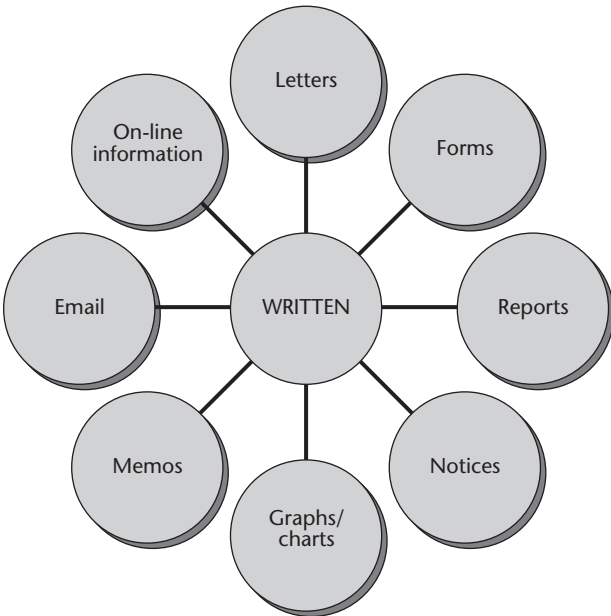 Letters
On-line
information
Forms
Email
WRITTEN
Reports
Memos
Notices
Graphs/
charts